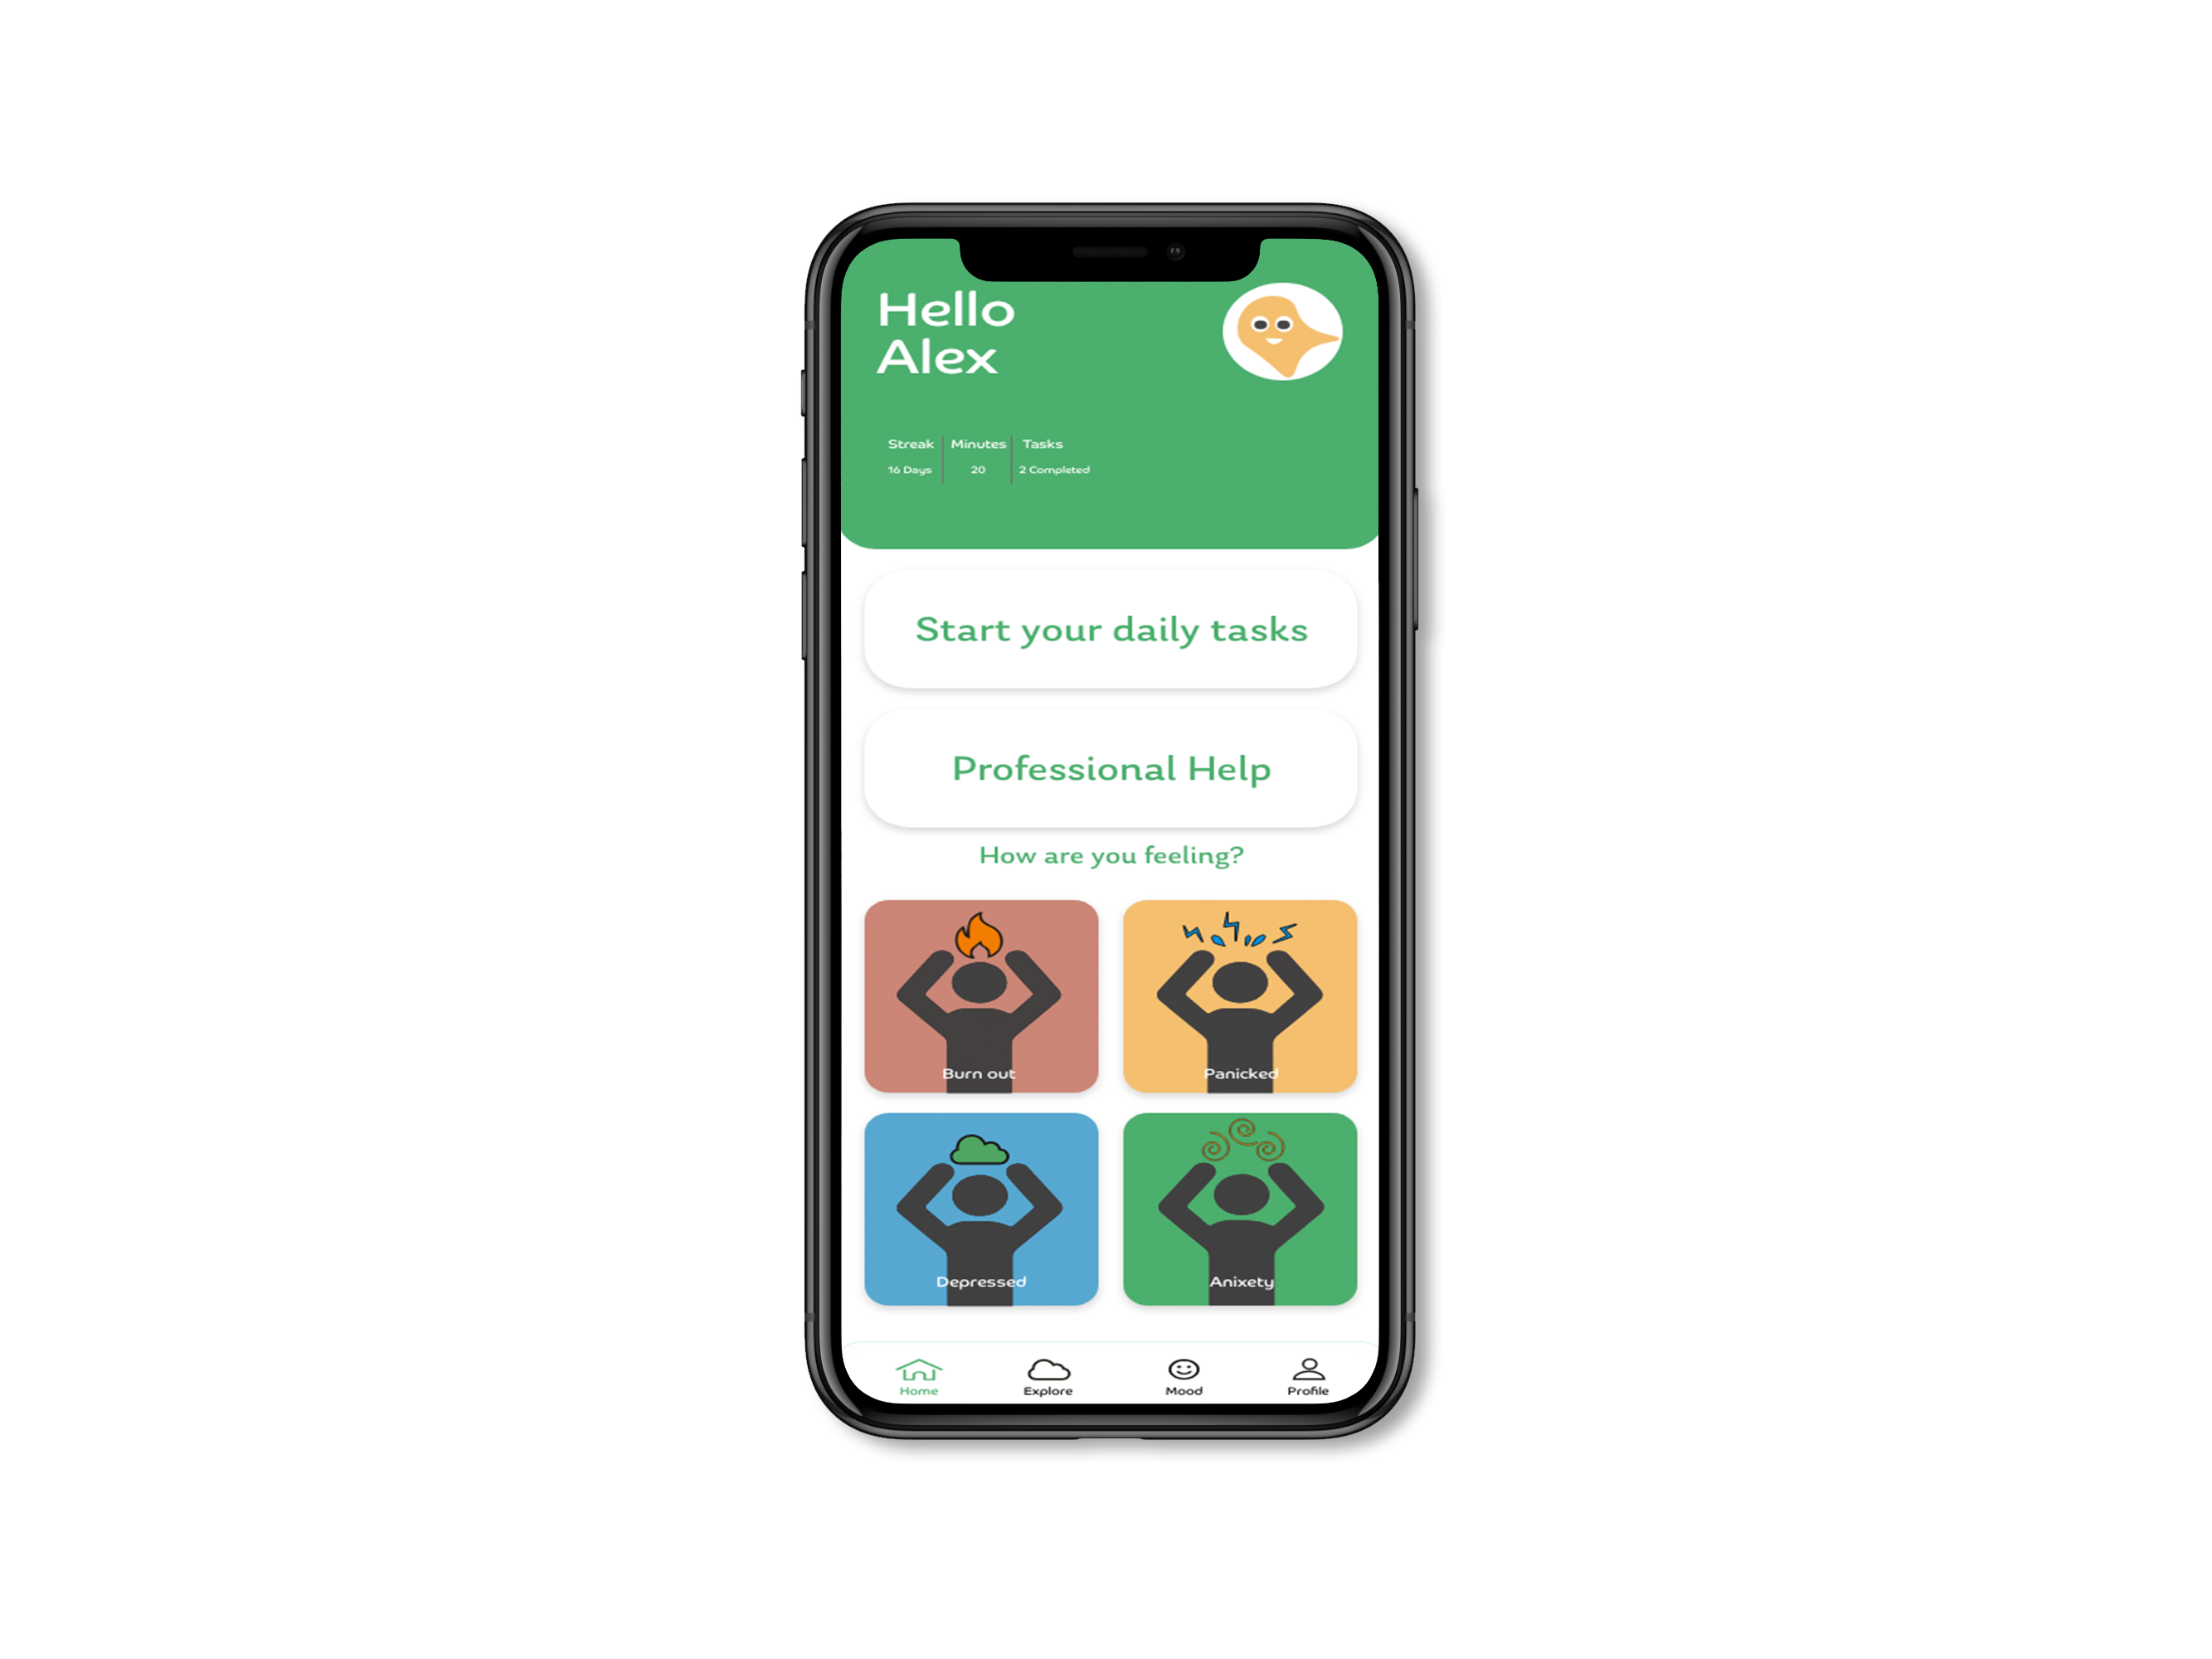 Hello
Alex
Streak Minutes Tasks
16 Days 20 2 Completed
Start your daily tasks
Professional Help
How are you feeling?
Burn out Panicked
Depressed Anixety
Home Explore Mood Profile